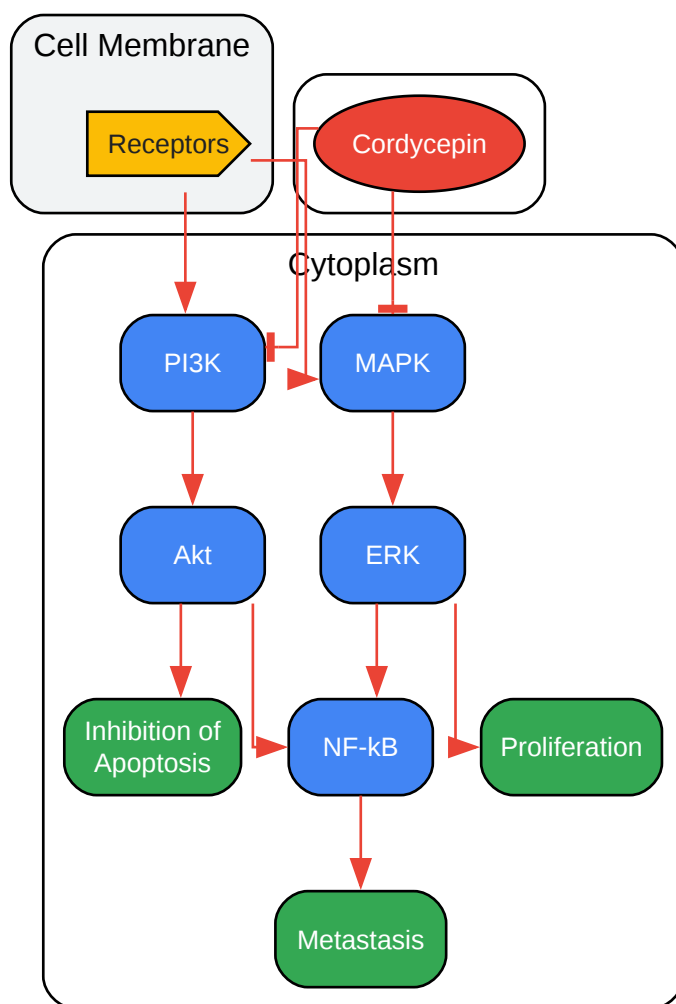 Cell Membrane
Receptors
Cordycepin
Cytoplasm
PI3K
MAPK
Akt
ERK
Inhibition of
Apoptosis
NF-kB
Proliferation
Metastasis